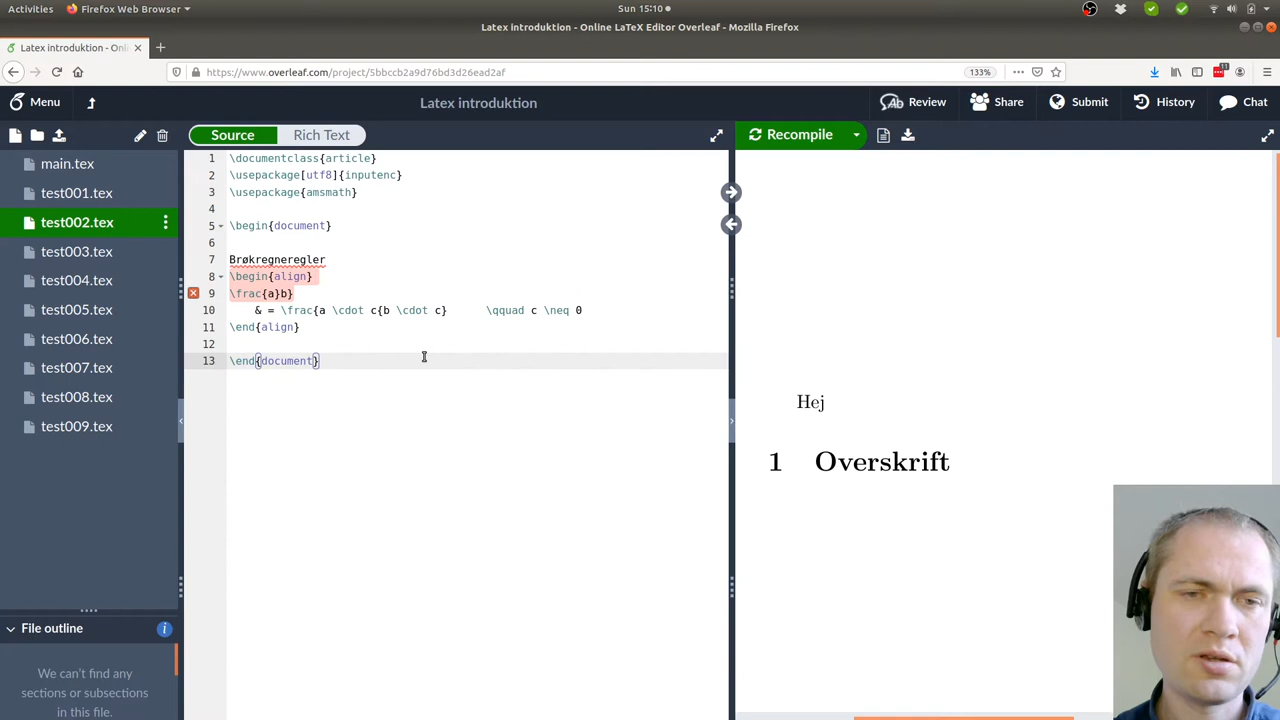 Activities
Firefox Web Browser
Sun 15:10
Latex introduktion - Online LaTeX Editor Overleaf - Mozilla Firefox
Latex introduktion - Onli
https://www.overleaf.com/project/5bbccb2a9d76bd3d26ead2af
133%
11
Menu
Latex introduktion
Review
Share
Submit
History
Chat
Source
Rich Text
Recompile
main.tex
test001.tex
test002.tex
test003.tex
test004.tex
test005.tex
test006.tex
test007.tex
test008.tex
test009.tex
1 \documentclass{article}
2 \usepackage[utf8]{inputenc}
3 \usepackage{amsmath}
4
5 \begin{document}
6
7 Brøkregneregler
8 \begin{align}
9 \frac{a}b}
10 & = \frac{a \cdot c{b \cdot c} \qquad c \neq 0
11 \end{align}
12
13 \end{document}
Hej
1 Overskrift
File outline
We can't find any
sections or subsections
in this file.